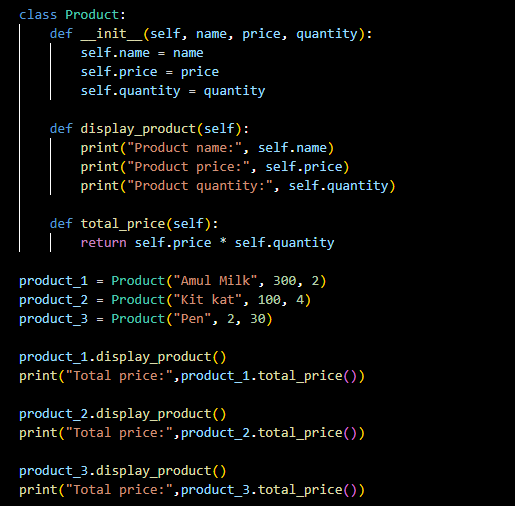 class Product:
    def __init__(self, name, price, quantity):
        self.name = name
        self.price = price
        self.quantity = quantity

    def display_product(self):
        print("Product name:", self.name)
        print("Product price:", self.price)
        print("Product quantity:", self.quantity)

    def total_price(self):
        return self.price * self.quantity

product_1 = Product("Amul Milk", 300, 2)
product_2 = Product("Kit kat", 100, 4)
product_3 = Product("Pen", 2, 30)

product_1.display_product()
print("Total price:",product_1.total_price())

product_2.display_product()
print("Total price:",product_2.total_price())

product_3.display_product()
print("Total price:",product_3.total_price())